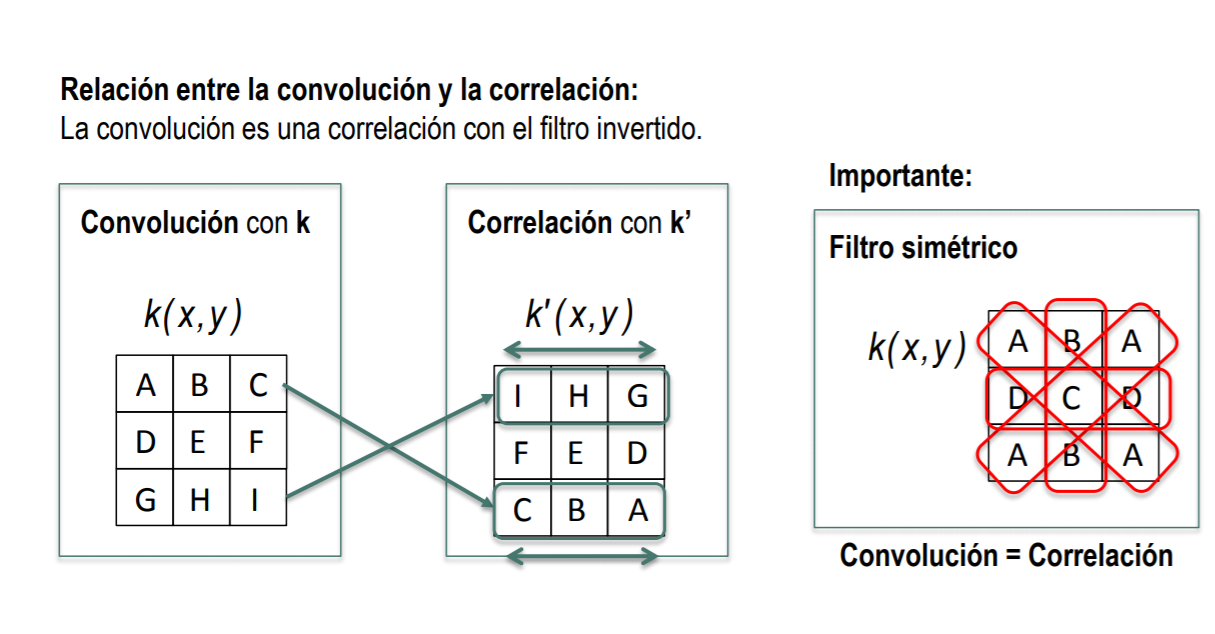 Relación entre la convolución y la correlación:
La convolución es una correlación con el filtro invertido.
Convolución con k
k(x,y)
A B C
D E F
G H I
Correlación con k’
k'(x,y)
I H G
F E D
C B A
Importante:
Filtro simétrico
k(x,y)
A B A
D C D
A B A
Convolución = Correlación